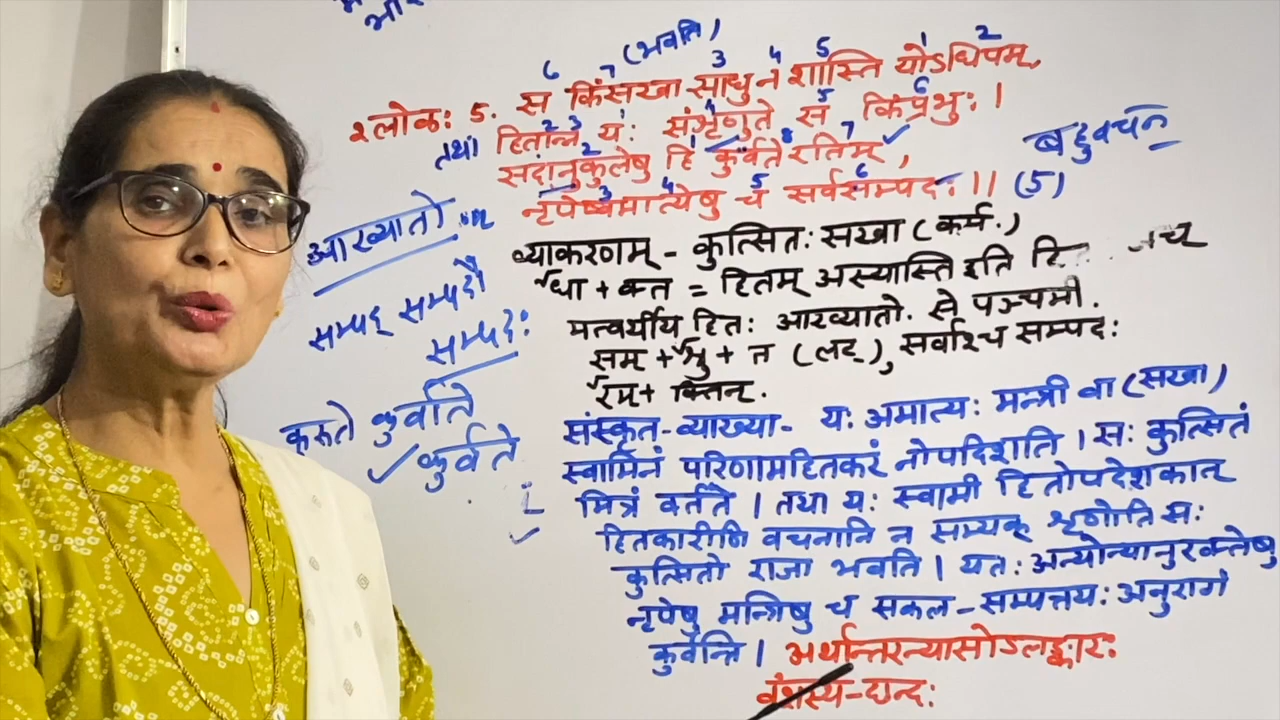 (भवति)
श्लोकः 5. स किंसखा साधु न शास्ति योऽधिपम्,
तथा हितान्न यः संशृणुते स किंप्रभुः ।
सदानुकुलेषु हि कुर्वते रतिम्,
बहुवचन
नृपेष्वमात्येषु च सर्वसम्पदः ।। (5)
व्याकरणम् - कुत्सितः सखा (कर्म.)
धा + क्त = हितम् अस्यास्ति इति
मत्वर्थीय हितः आख्यातो. से पञ्चमी.
सम् + श्रु + त (लट्), सर्वाश्च सम्पदः
रम् + क्तिन्.
आख्यातो
सम्पद् सम्पदौ
सम्पदः
कुरुते कुर्वाते
कुर्वते
संस्कृत-व्याख्या- यः अमात्यः मन्त्री वा (सखा)
स्वामिनं परिणामहितकरं नोपदिशति । सः कुत्सितं
मित्रं वर्तते । तथा यः स्वामी हितोपदेशकात्
हितकारीणि वचनानि न सम्यक् शृणोति सः
कुत्सितो राजा भवति । यतः अन्योन्यानुरक्तेषु
नृपेषु मन्त्रिषु च सकल-सम्पत्तयः अनुरागं
कुर्वन्ति । अर्थान्तरन्यासोऽलङ्कारः
वंशस्थ-छन्दः